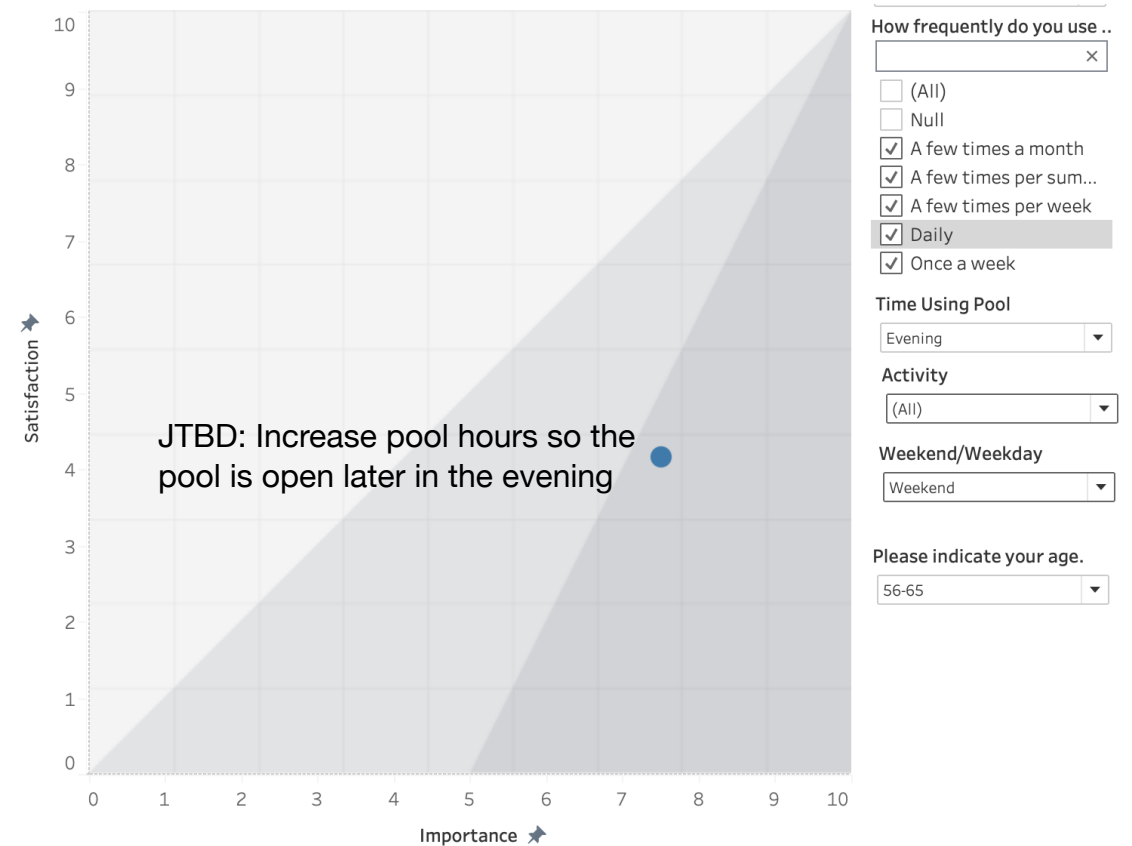 10
9
8
7
6
5
4
3
2
1
0
Satisfaction
JTBD: Increase pool hours so the
pool is open later in the evening
0 1 2 3 4 5 6 7 8 9 10
Importance
How frequently do you use ..
(All)
Null
A few times a month
A few times per sum...
A few times per week
Daily
Once a week
Time Using Pool
Evening
Activity
(All)
Weekend/Weekday
Weekend
Please indicate your age.
56-65